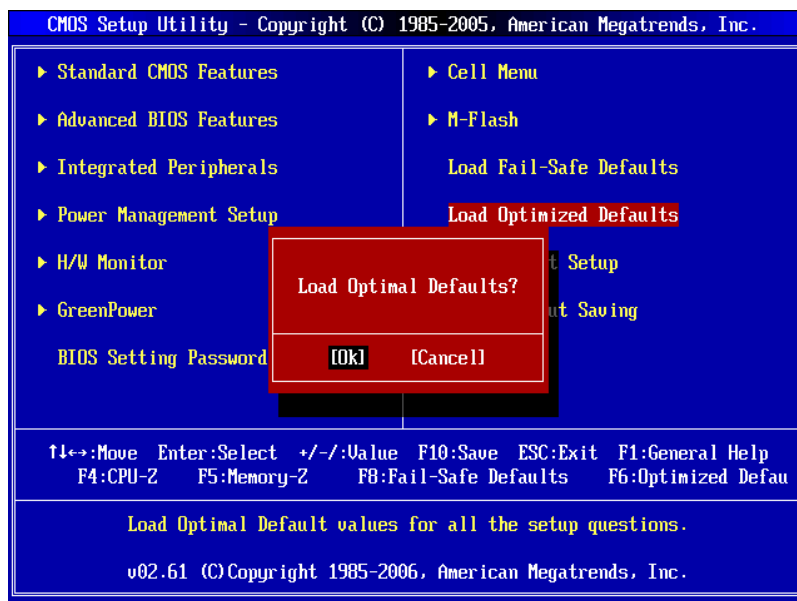 CMOS Setup Utility - Copyright (C) 1985-2005, American Megatrends, Inc.
Standard CMOS Features
Advanced BIOS Features
Integrated Peripherals
Power Management Setup
H/W Monitor
GreenPower
BIOS Setting Password
Cell Menu
M-Flash
Load Fail-Safe Defaults
Load Optimized Defaults
t Setup
ut Saving
Load Optimal Defaults?
[Ok] [Cancel]
↑↓←→:Move Enter:Select +/-/:Value F10:Save ESC:Exit F1:General Help
F4:CPU-Z F5:Memory-Z F8:Fail-Safe Defaults F6:Optimized Defau
Load Optimal Default values for all the setup questions.
v02.61 (C)Copyright 1985-2006, American Megatrends, Inc.